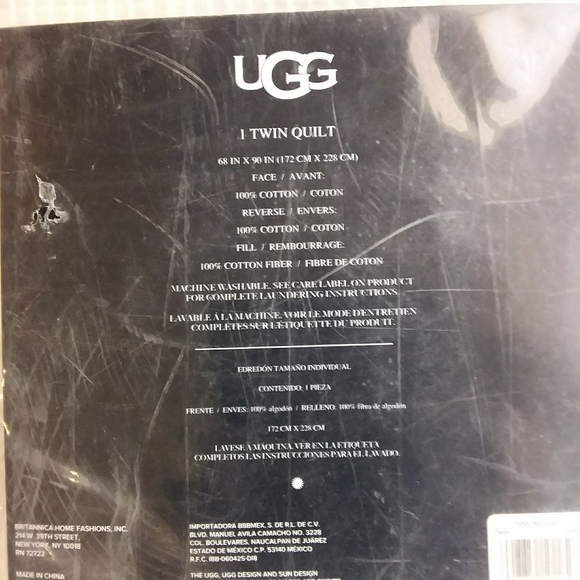 UGG
1 TWIN QUILT
68 IN X 90 IN (172 CM X 228 CM)
FACE / AVANT:
100% COTTON / COTON
REVERSE / ENVERS:
100% COTTON / COTON
FILL / REMBOURRAGE:
100% COTTON FIBER / FIBRE DE COTON
MACHINE WASHABLE. SEE CARE LABEL ON PRODUCT
FOR COMPLETE LAUNDERING INSTRUCTIONS.
LAVABLE À LA MACHINE. VOIR LE MODE D'ENTRETIEN
COMPLÈTES SUR L'ÉTIQUETTE DU PRODUIT.
EDREDÓN TAMAÑO INDIVIDUAL
CONTENIDO: 1 PIEZA
FRENTE / ENVES: 100% algodón / RELLENO: 100% fibra de algodón
172 CM X 228 CM
LAVESE A MÁQUINA. VER EN LA ETIQUETA
COMPLETOS LAS INSTRUCCIONES PARA EL LAVADO.
BRITANNICA HOME FASHIONS, INC.
214 W. 39TH STREET,
NEW YORK, NY 10018
RN 72722
MADE IN CHINA
IMPORTADORA BBBMEX, S. DE R.L. DE C.V.
BLVD. MANUEL AVILA CAMACHO NO. 3228
COL. BOULEVARES, NAUCALPAN DE JUÁREZ
ESTADO DE MÉXICO C.P. 53140 MÉXICO
R.F.C. IBB-060425-DI8
THE UGG, UGG DESIGN AND SUN DESIGN